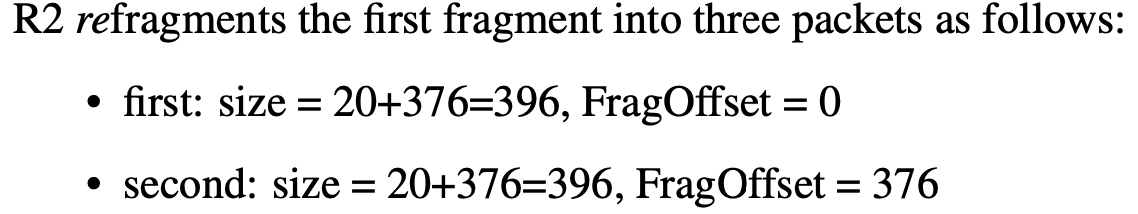 R2 refragments the first fragment into three packets as follows:
• first: size = 20+376=396, FragOffset = 0
• second: size = 20+376=396, FragOffset = 376